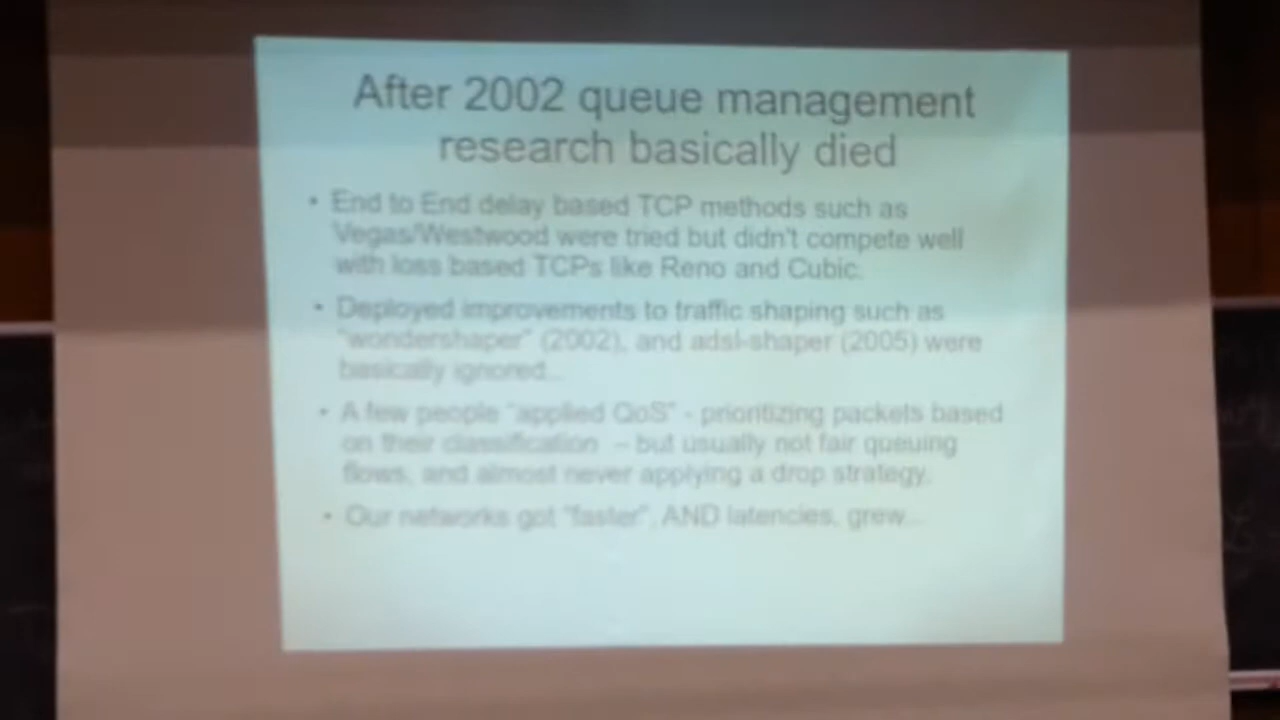 After 2002 queue management
research basically died
• End to End delay based TCP methods such as
Vegas/Westwood were tried but didn't compete well
with loss based TCPs like Reno and Cubic.
• Deployed improvements to traffic shaping such as
"wondershaper" (2002), and adsl-shaper (2005) were
basically ignored...
• A few people "applied QoS" - prioritizing packets based
on their classification – but usually not fair queuing
flows, and almost never applying a drop strategy.
• Our networks got "faster", AND latencies, grew...